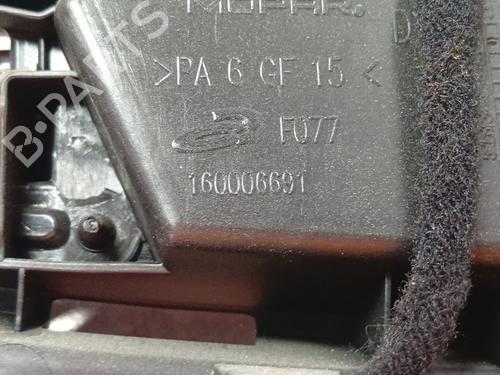 MOPAR.
D
>PA 6 GF 15<
F077
160006691
B-PARTS